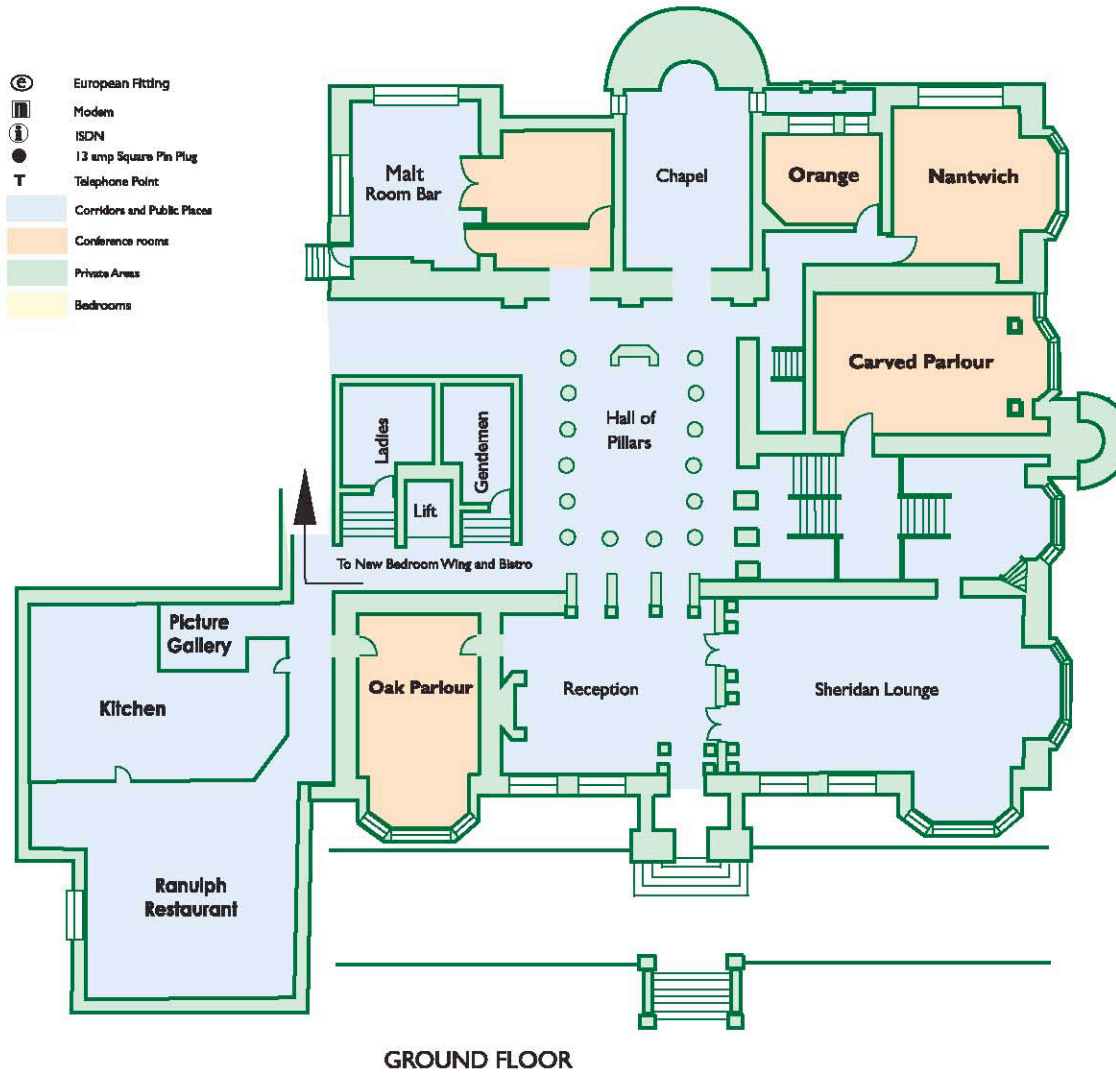 e European Fitting
m Modem
i ISDN
13 amp Square Pin Plug
T Telephone Point
Corridors and Public Places
Conference rooms
Private Areas
Bedrooms
Malt
Room Bar
Chapel
Orange
Nantwich
Carved Parlour
Hall of
Pillars
Ladies
Gentlemen
Lift
To New Bedroom Wing and Bistro
Picture
Gallery
Kitchen
Oak Parlour
Reception
Sheridan Lounge
Ranulph
Restaurant
GROUND FLOOR